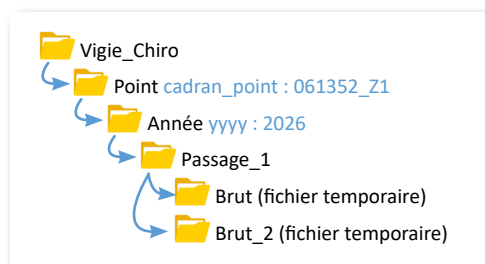 Vigie_Chiro
Point cadran_point : 061352_Z1
Année yyyy : 2026
Passage_1
Brut (fichier temporaire)
Brut_2 (fichier temporaire)